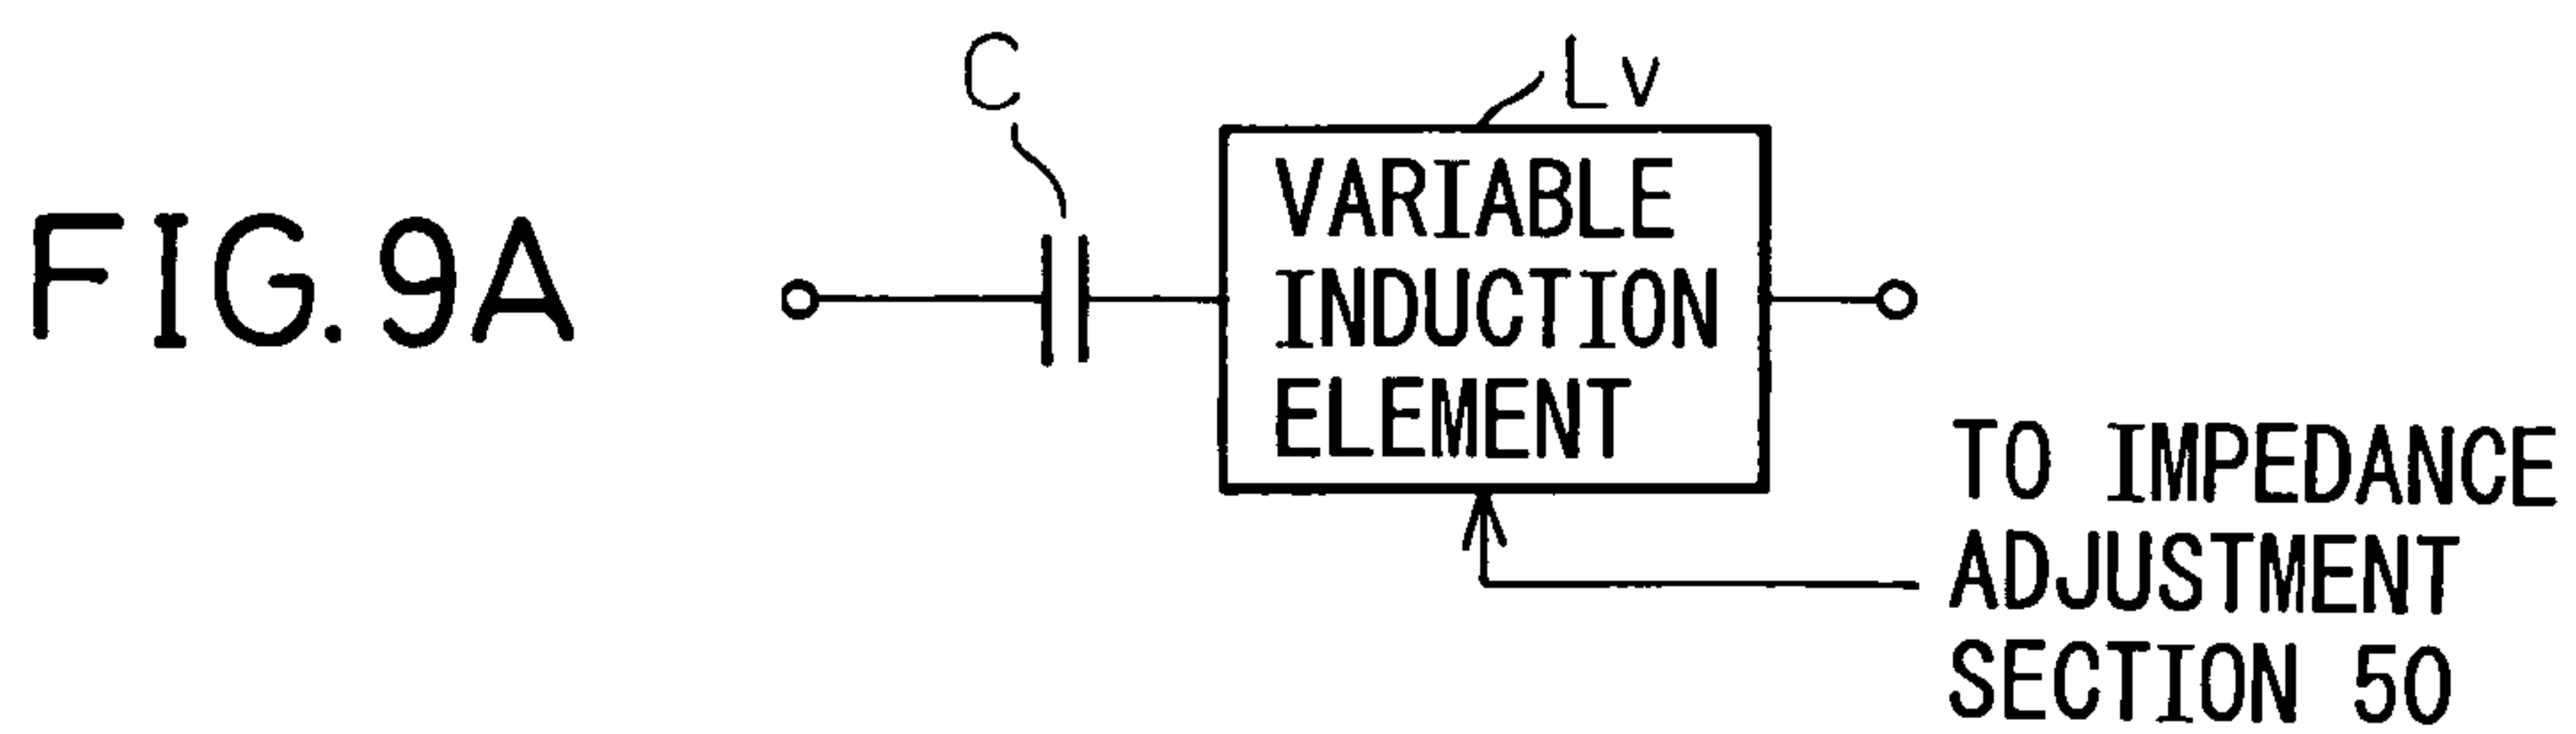 FIG. 9A
C
Lv
VARIABLE
INDUCTION
ELEMENT
TO IMPEDANCE
ADJUSTMENT
SECTION 50